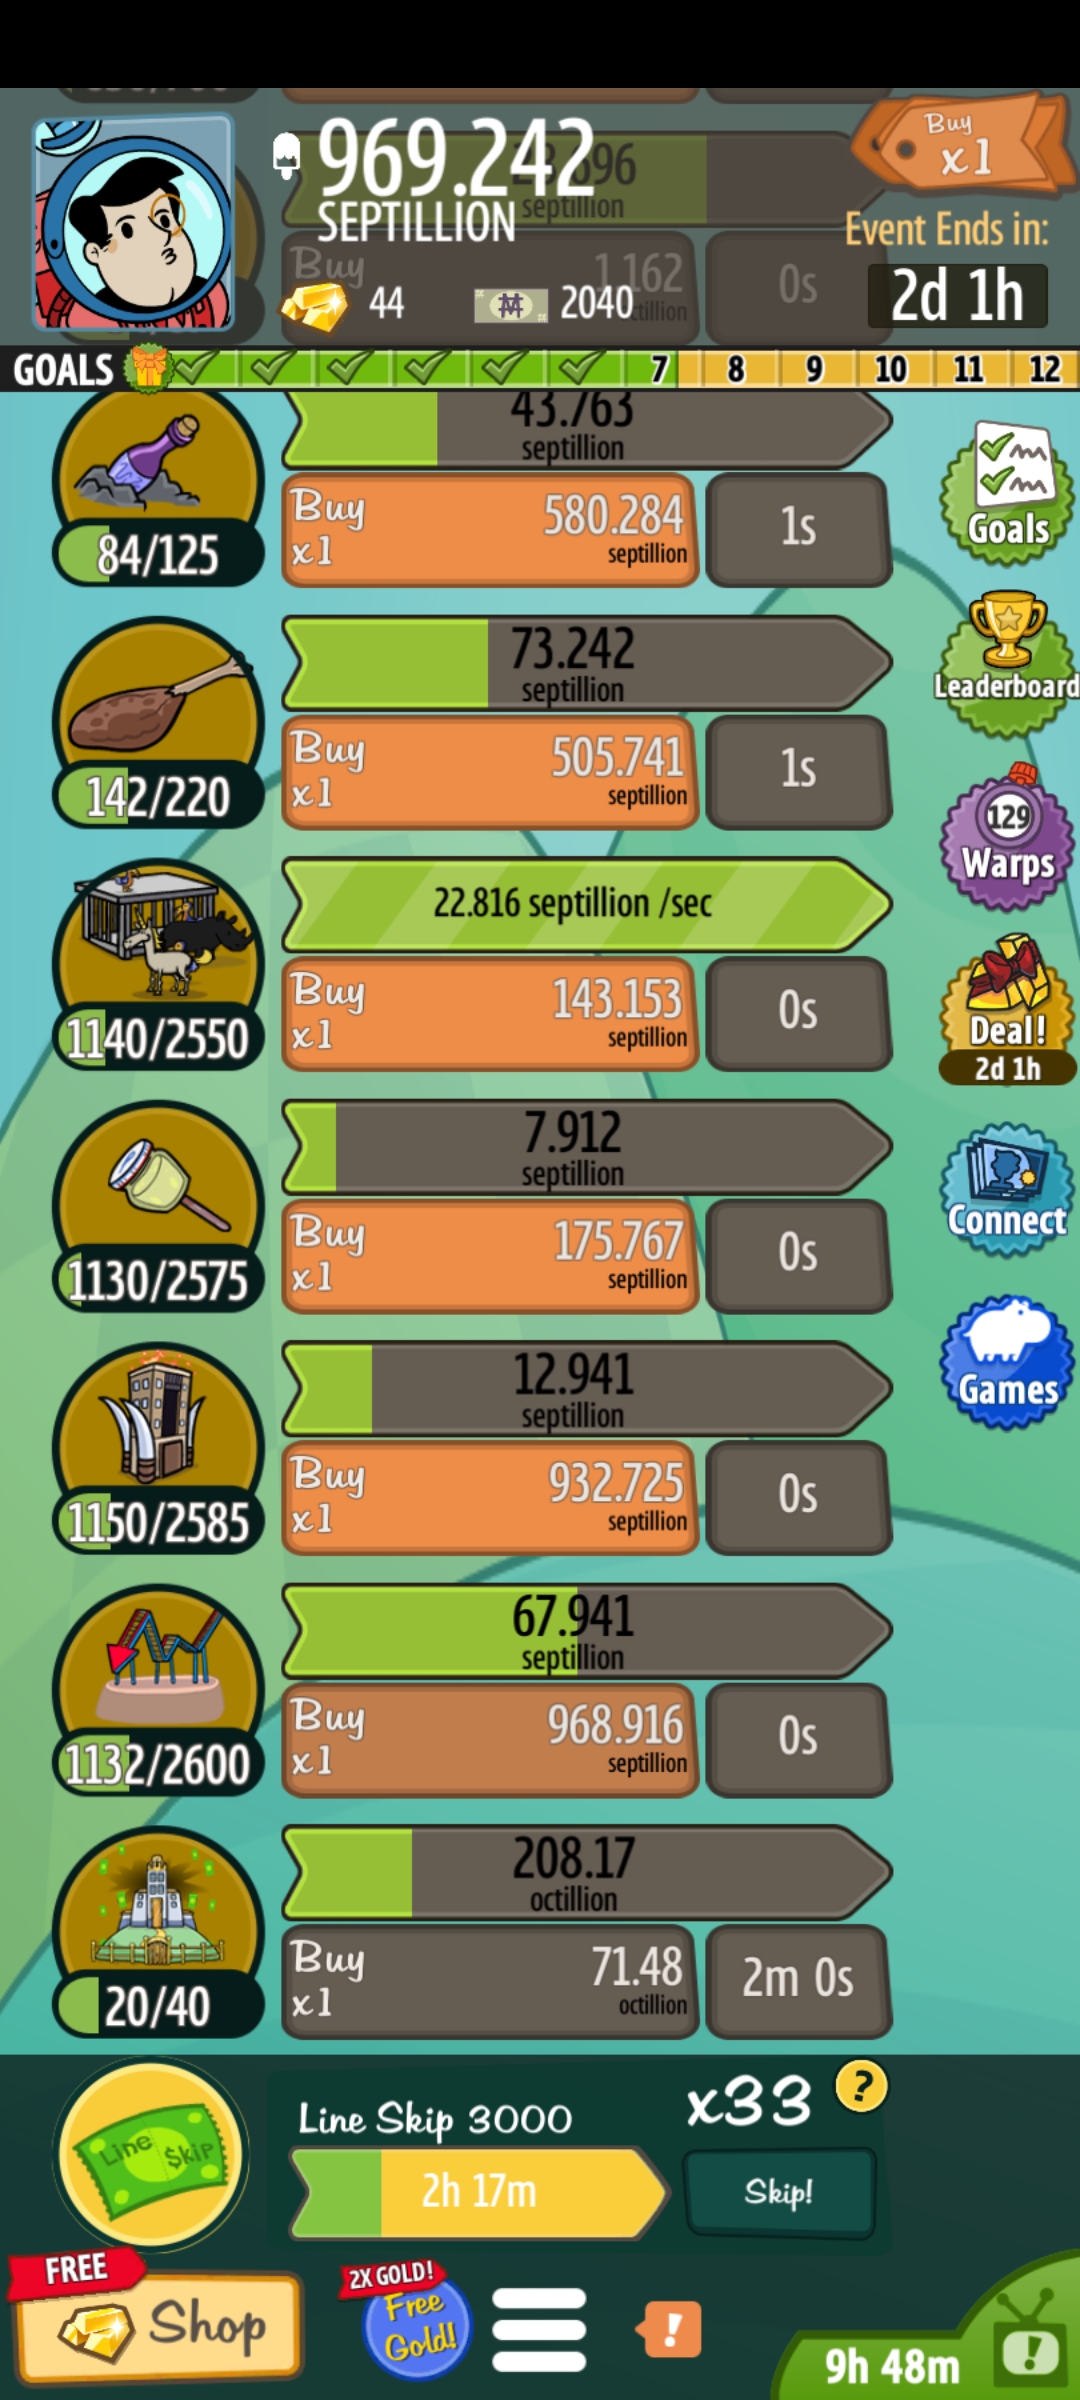 969.242
SEPTILLION
septillion
Buy
x1
Event Ends in:
2d 1h
Buy
1.162
0s
44
2040
GOALS
7
8
9
10
11
12
43.763
septillion
Buy
x1
580.284
septillion
1s
84/125
Goals
73.242
septillion
Buy
x1
505.741
septillion
1s
142/220
Leaderboard
22.816 septillion /sec
Buy
x1
143.153
septillion
0s
1140/2550
129
Warps
Deal!
2d 1h
7.912
septillion
Buy
x1
175.767
septillion
0s
1130/2575
Connect
12.941
septillion
Buy
x1
932.725
septillion
0s
1150/2585
Games
67.941
septillion
Buy
x1
968.916
septillion
0s
1132/2600
208.17
octillion
Buy
x1
71.48
octillion
2m 0s
20/40
Line $kip
Line Skip 3000
2h 17m
x33
?
Skip!
FREE
Shop
2X GOLD!
Free
Gold!
!
9h 48m
!